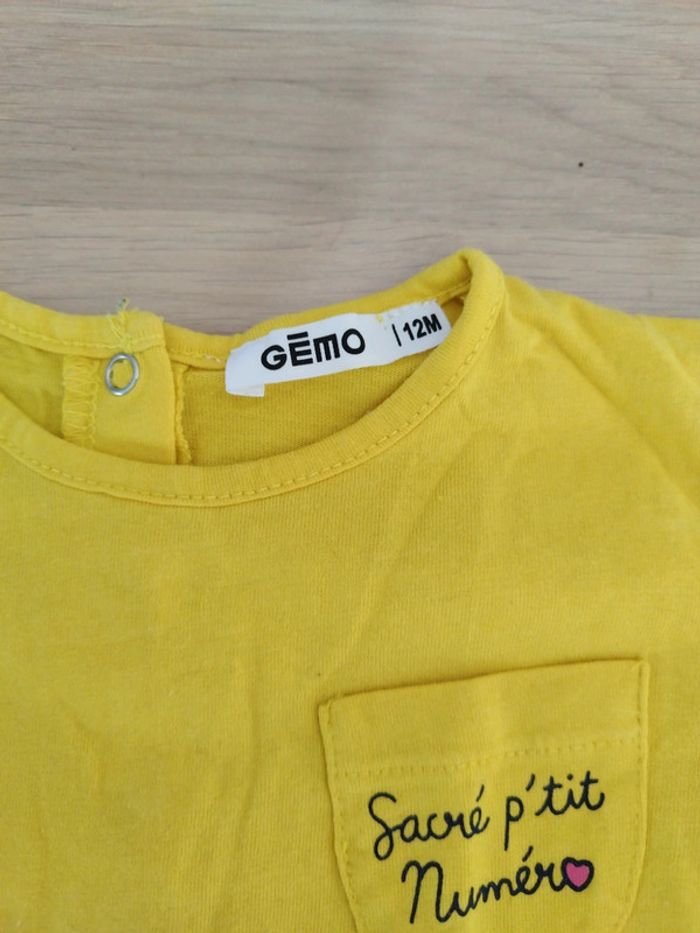 GĒMO | 12M
Sacré p'tit
Numéro